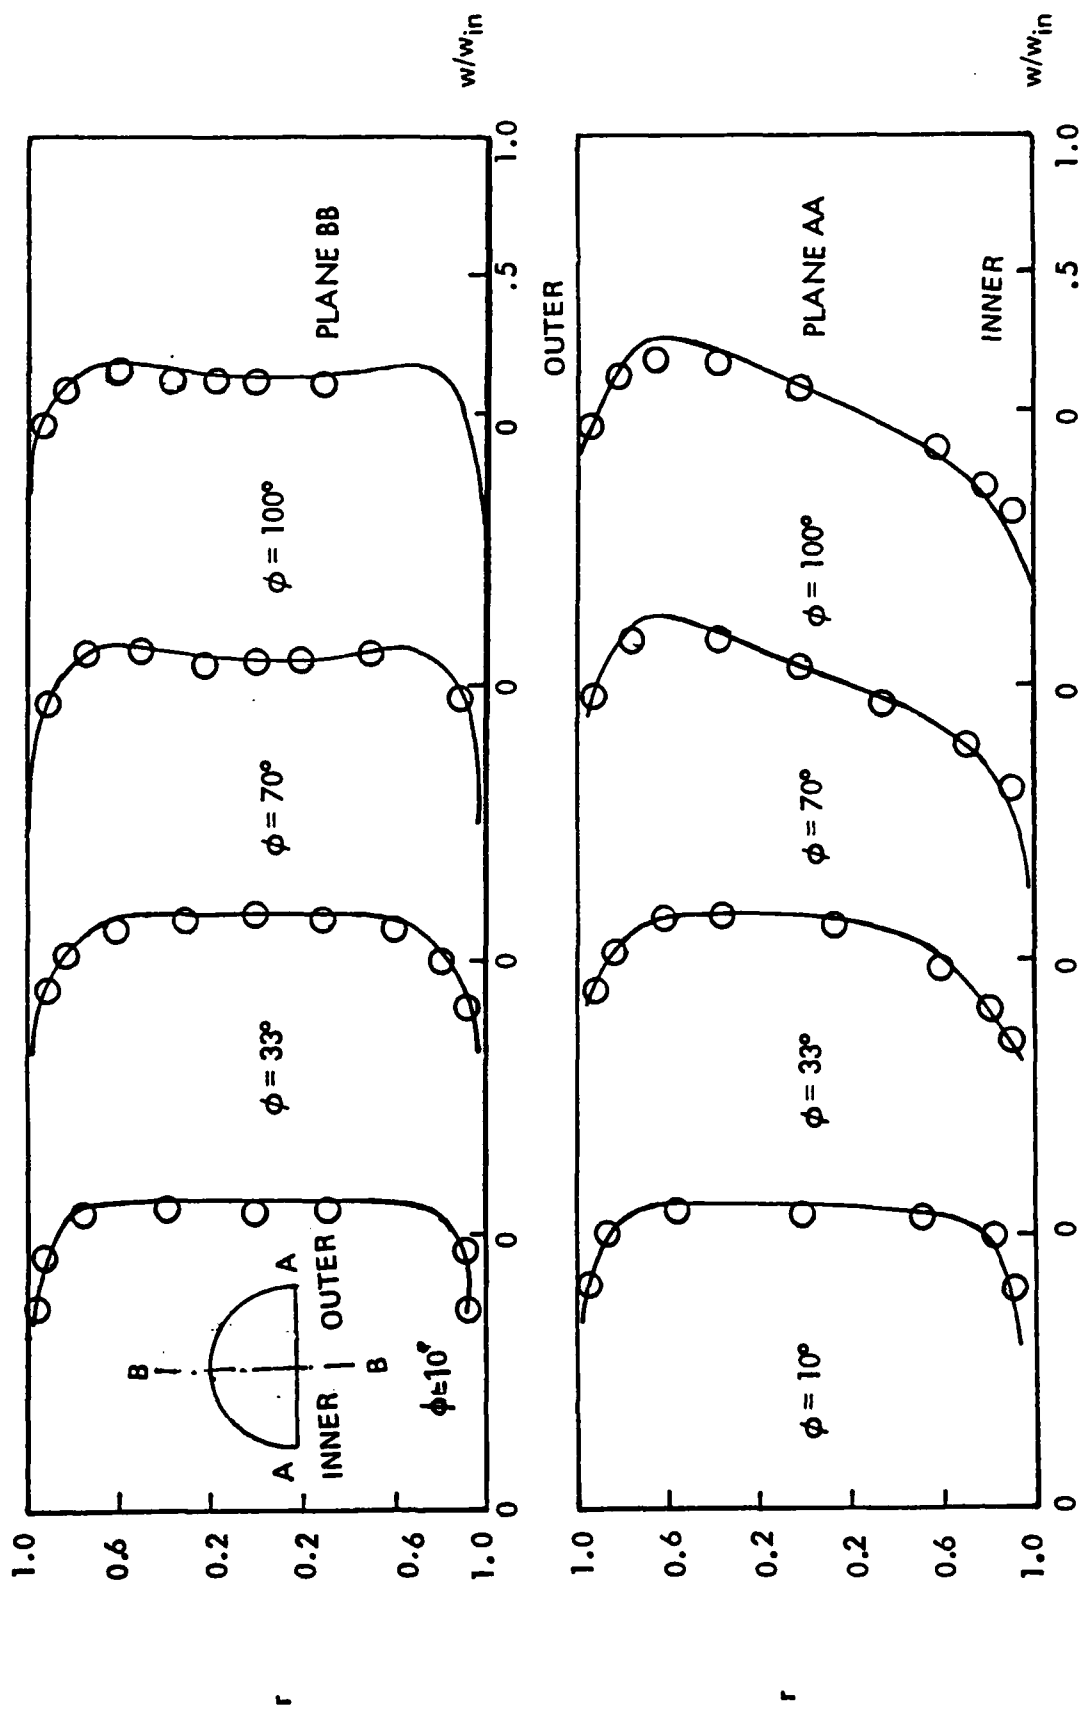 1.0
0.6
0.2
0.2
0.6
1.0
r
B
A A
INNER OUTER
B
ϕ = 10°
ϕ = 33°
ϕ = 70°
ϕ = 100°
PLANE BB
0 0 0 0 0 .5 1.0
w/w_in
OUTER
1.0
0.6
0.2
0.2
0.6
1.0
r
ϕ = 10°
ϕ = 33°
ϕ = 70°
ϕ = 100°
PLANE AA
INNER
0 0 0 0 0 .5 1.0
w/w_in